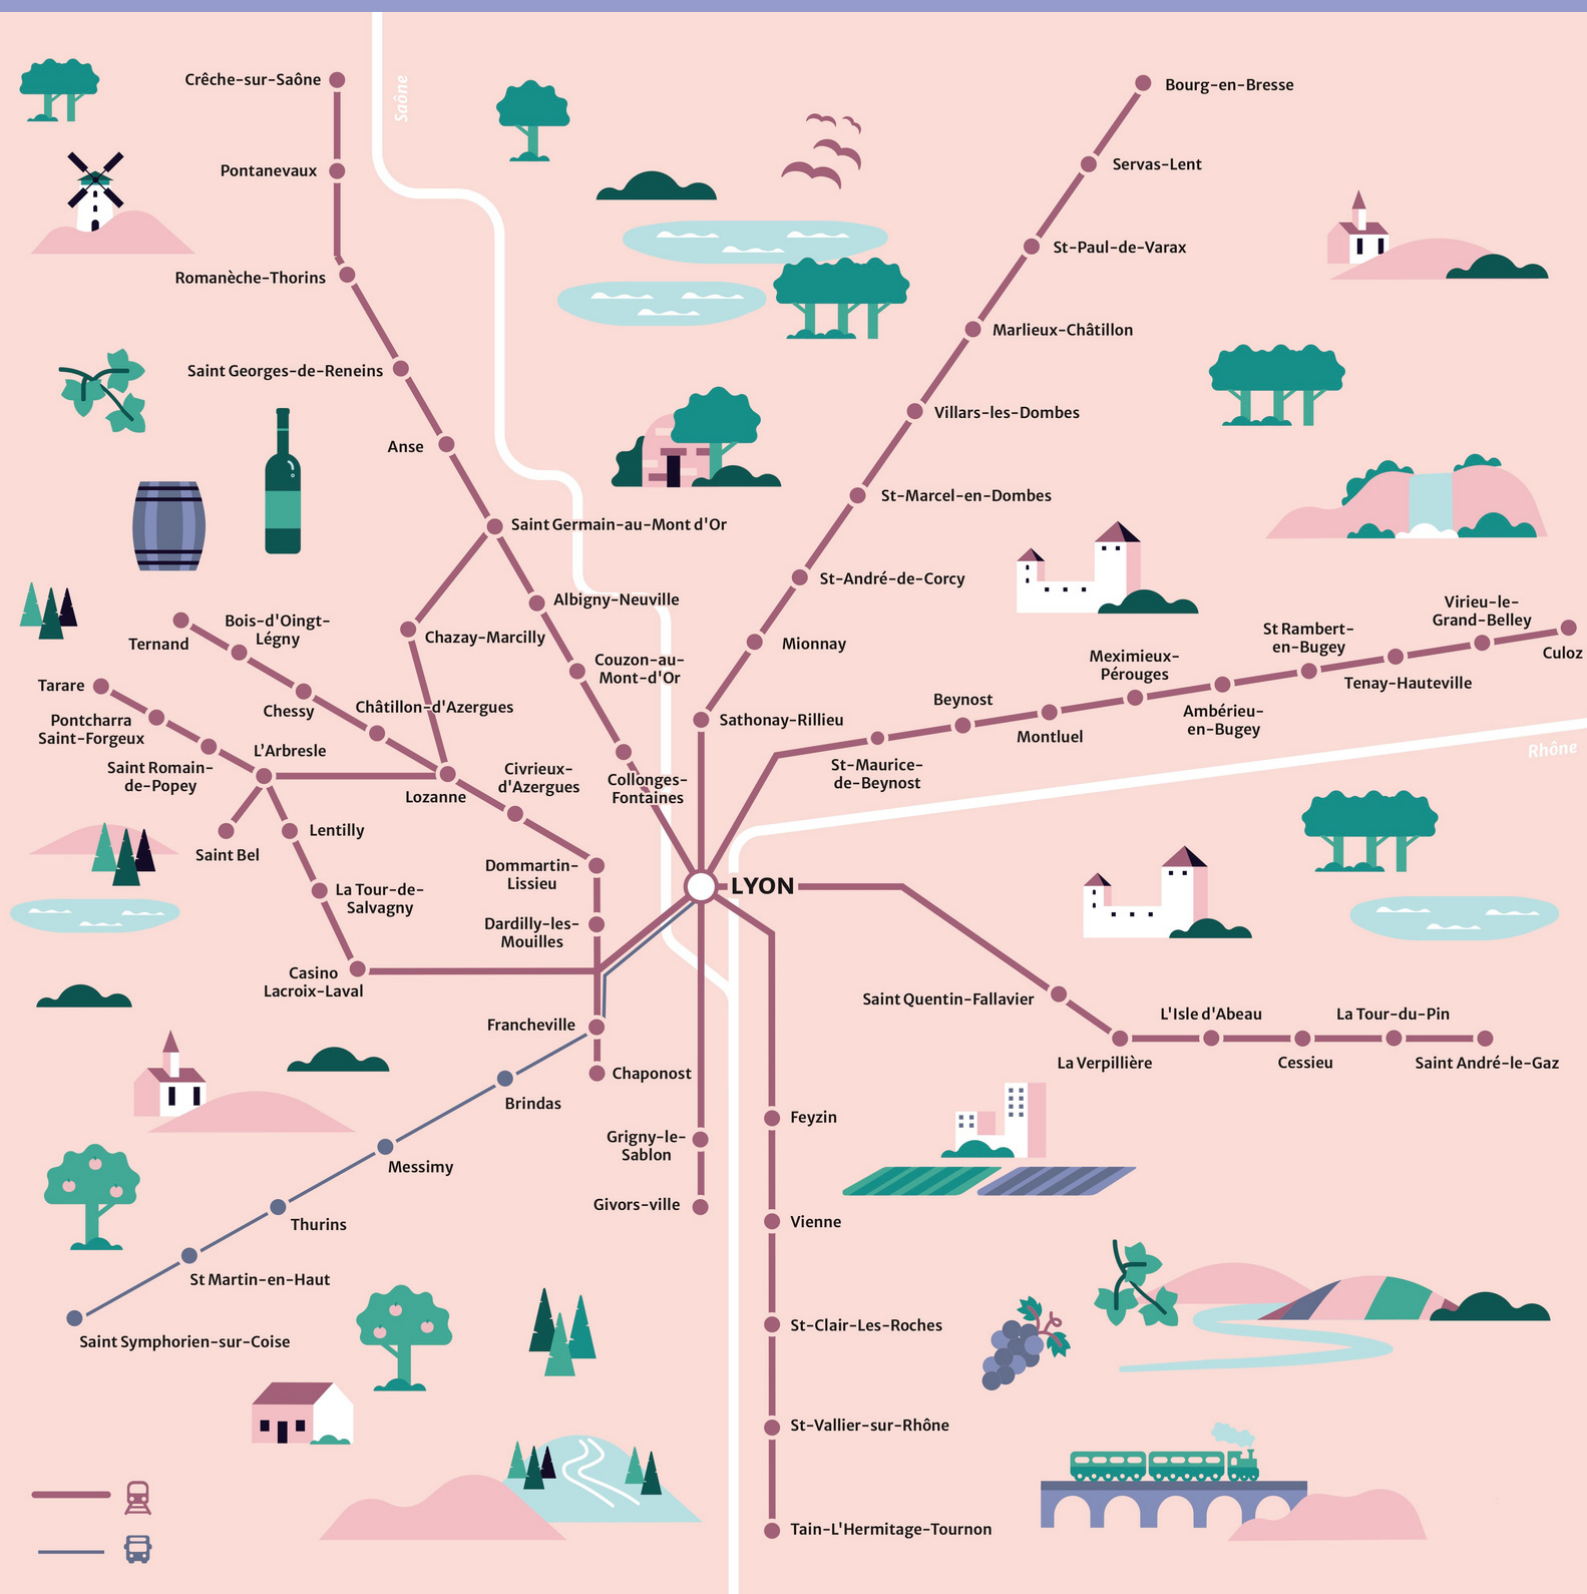 Crêche-sur-Saône
Saône
Bourg-en-Bresse
Pontanevaux
Servas-Lent
Romanèche-Thorins
St-Paul-de-Varax
Marlieux-Châtillon
Saint Georges-de-Reneins
Villars-les-Dombes
Anse
St-Marcel-en-Dombes
Saint Germain-au-Mont d'Or
St-André-de-Corcy
Albigny-Neuville
Virieu-le-
Grand-Belley
Bois-d'Oingt-
Légny
Ternand
Chazay-Marcilly
Mionnay
St Rambert-
en-Bugey
Culoz
Couzon-au-
Mont-d'Or
Meximieux-
Pérouges
Tarare
Tenay-Hauteville
Beynost
Chessy
Châtillon-d'Azergues
Sathonay-Rillieu
Ambérieu-
en-Bugey
Pontcharra
Saint-Forgeux
Montluel
L'Arbresle
Rhône
Saint Romain-
de-Popey
Civrieux-
d'Azergues
Collonges-
Fontaines
St-Maurice-
de-Beynost
Lozanne
Lentilly
Saint Bel
Dommartin-
Lissieu
LYON
La Tour-de-
Salvagny
Dardilly-les-
Mouilles
Casino
Lacroix-Laval
Saint Quentin-Fallavier
L'Isle d'Abeau
La Tour-du-Pin
Francheville
La Verpillière
Cessieu
Saint André-le-Gaz
Chaponost
Brindas
Feyzin
Grigny-le-
Sablon
Messimy
Givors-ville
Thurins
Vienne
St Martin-en-Haut
Saint Symphorien-sur-Coise
St-Clair-Les-Roches
St-Vallier-sur-Rhône
Tain-L'Hermitage-Tournon